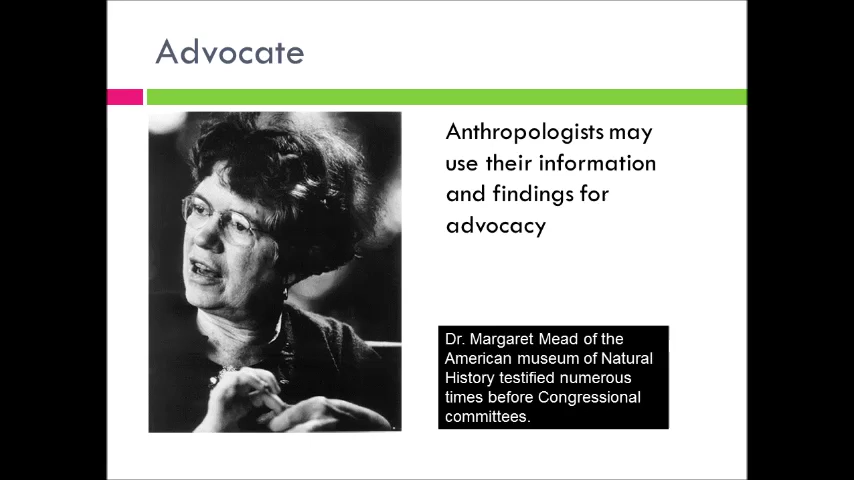 Advocate
Anthropologists may
use their information
and findings for
advocacy
Dr. Margaret Mead of the
American museum of Natural
History testified numerous
times before Congressional
committees.